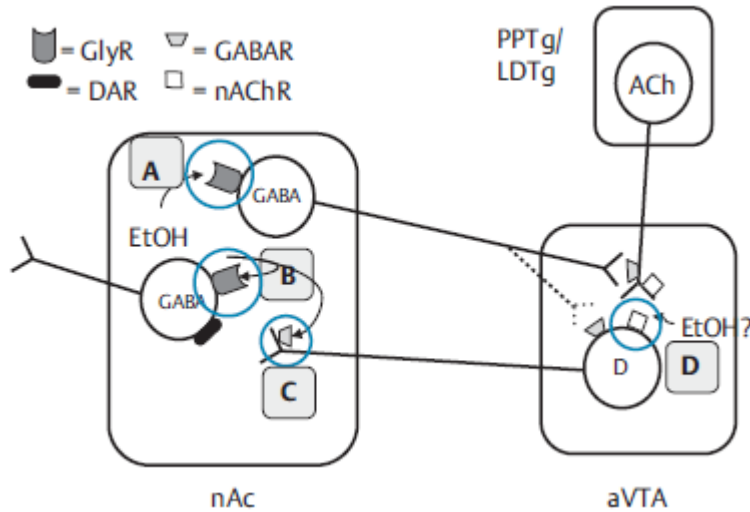 = GlyR
= GABAR
= DAR
= nAChR
PPTg/
LDTg
ACh
A
GABA
EtOH
B
GABA
EtOH?
D
D
C
nAc
aVTA